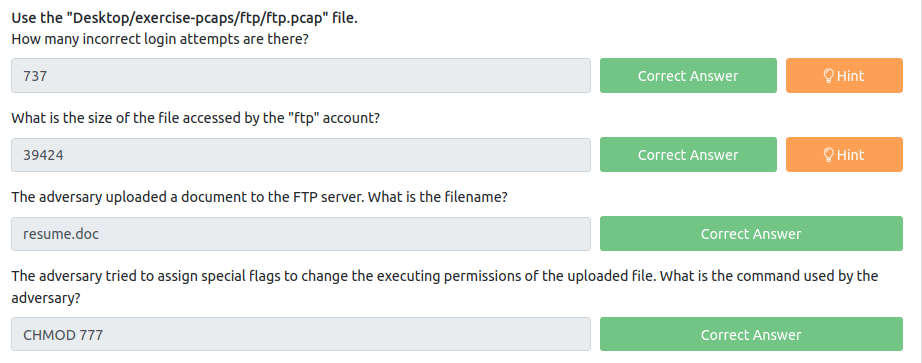 Use the "Desktop/exercise-pcaps/ftp/ftp.pcap" file.
How many incorrect login attempts are there?
737 Correct Answer Hint
What is the size of the file accessed by the "ftp" account?
39424 Correct Answer Hint
The adversary uploaded a document to the FTP server. What is the filename?
resume.doc Correct Answer
The adversary tried to assign special flags to change the executing permissions of the uploaded file. What is the command used by the
adversary?
CHMOD 777 Correct Answer